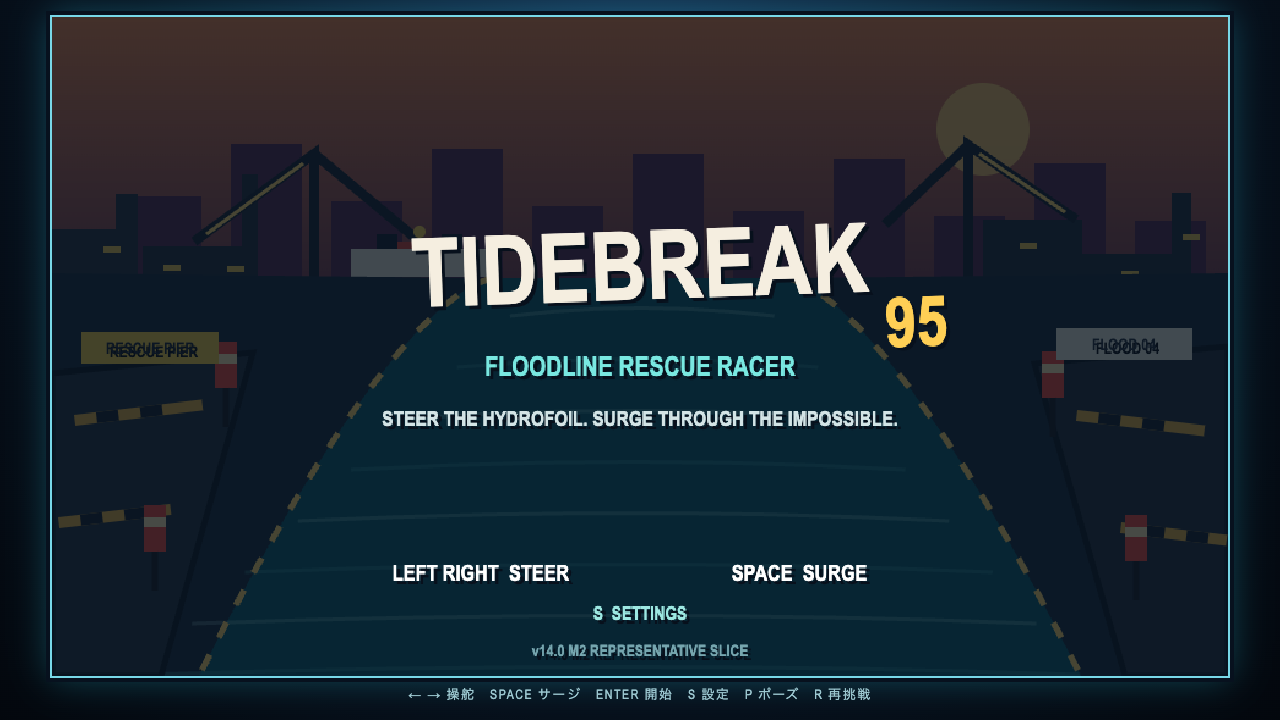 TIDEBREAK
95
RESCUE PIER
FLOOD 04
FLOODLINE RESCUE RACER
STEER THE HYDROFOIL. SURGE THROUGH THE IMPOSSIBLE.
LEFT RIGHT STEER
SPACE SURGE
S SETTINGS
v14.0 M2 REPRESENTATIVE SLICE
← → 操舵 SPACE サージ ENTER 開始 S 設定 P ポーズ R 再挑戦